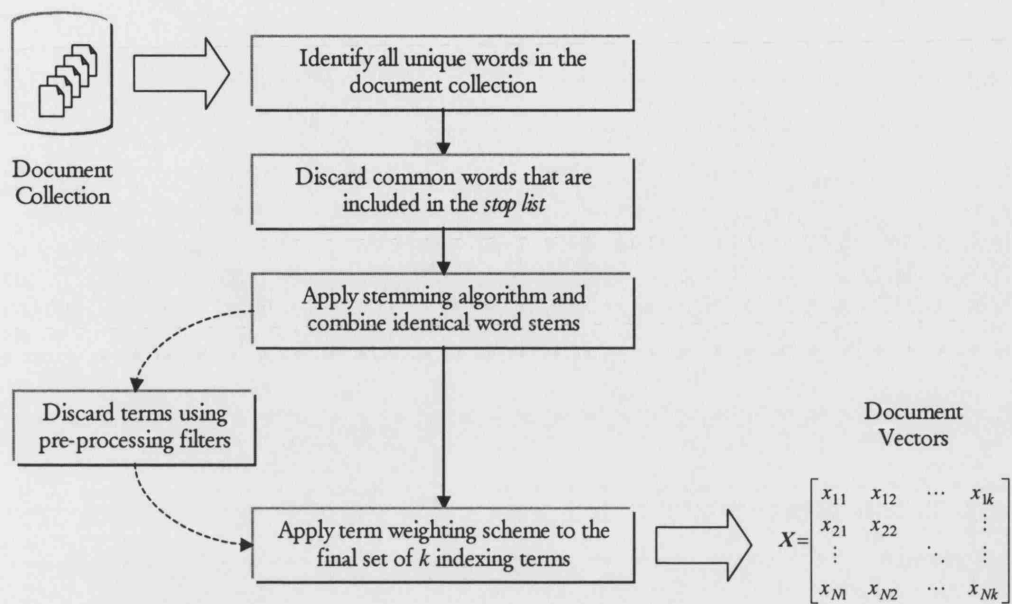 Identify all unique words in the
document collection
Document
Collection
Discard common words that are
included in the stop list
Apply stemming algorithm and
combine identical word stems
Discard terms using
pre-processing filters
Apply term weighting scheme to the
final set of k indexing terms
Document
Vectors
X =
x11 x12 ⋯ x1k
x21 x22 ⋮
⋮ ⋱ ⋮
xN1 xN2 ⋯ xNk